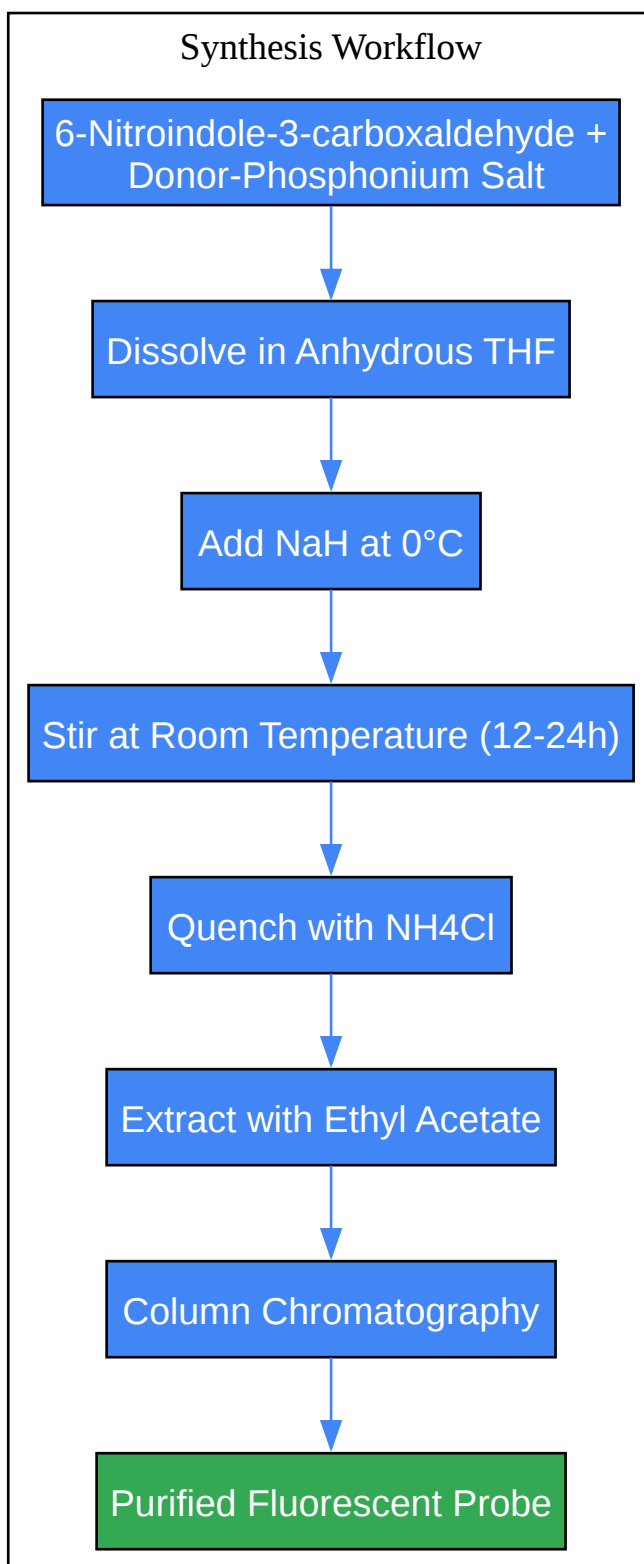 Synthesis Workflow
6-Nitroindole-3-carboxaldehyde +
Donor-Phosphonium Salt
Dissolve in Anhydrous THF
Add NaH at 0°C
Stir at Room Temperature (12-24h)
Quench with NH4Cl
Extract with Ethyl Acetate
Column Chromatography
Purified Fluorescent Probe